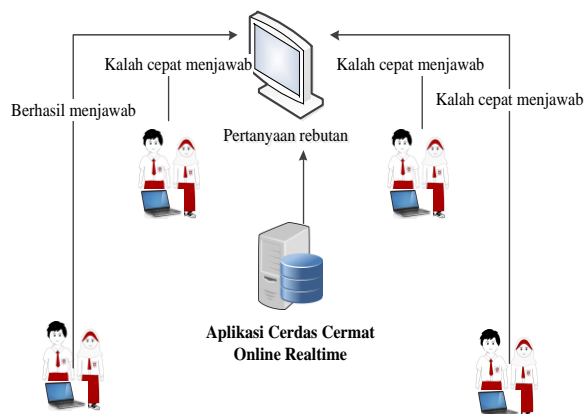 Kalah cepat menjawab
Kalah cepat menjawab
Berhasil menjawab
Kalah cepat menjawab
Pertanyaan rebutan
Aplikasi Cerdas Cermat
Online Realtime